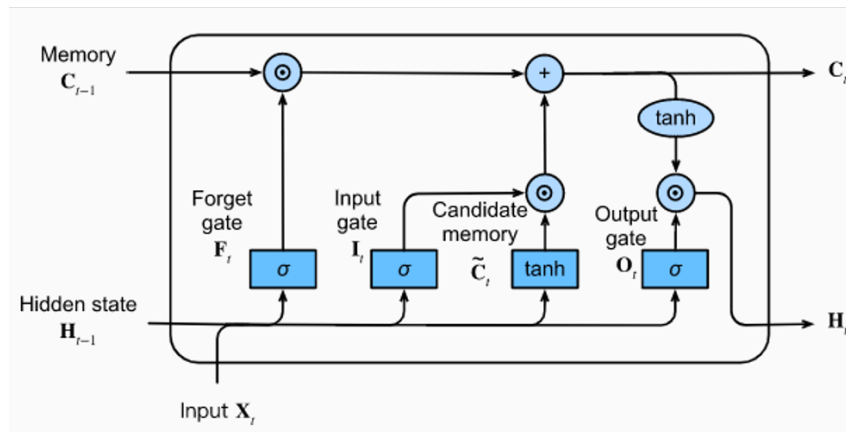 Memory
C_{t-1}
⊙
+
C_t
tanh
Forget
gate
F_t
Input
gate
I_t
Candidate
memory
C̃_t
⊙
Output
gate
O_t
⊙
σ
σ
tanh
σ
Hidden state
H_{t-1}
H_t
Input X_t